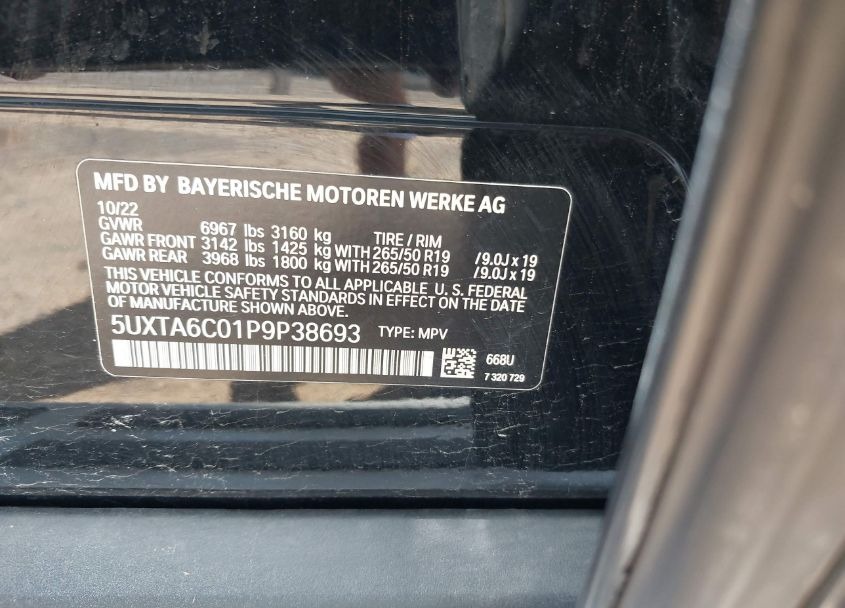 MFD BY BAYERISCHE MOTOREN WERKE AG
10/22
GVWR 6967 lbs 3160 kg TIRE / RIM
GAWR FRONT 3142 lbs 1425 kg WITH 265/50 R19 / 9.0J x 19
GAWR REAR 3968 lbs 1800 kg WITH 265/50 R19 / 9.0J x 19
THIS VEHICLE CONFORMS TO ALL APPLICABLE U. S. FEDERAL
MOTOR VEHICLE SAFETY STANDARDS IN EFFECT ON THE DATE
OF MANUFACTURE SHOWN ABOVE.
5UXTA6C01P9P38693 TYPE: MPV
668U
7 320 729